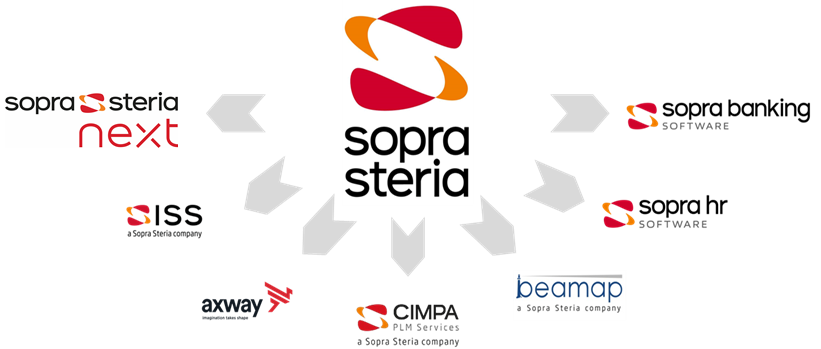 sopra
steria
sopra steria
next
sopra banking
SOFTWARE
ISS
a Sopra Steria company
sopra hr
SOFTWARE
axway
imagination takes shape
CIMPA
PLM Services
a Sopra Steria company
beamap
a Sopra Steria company